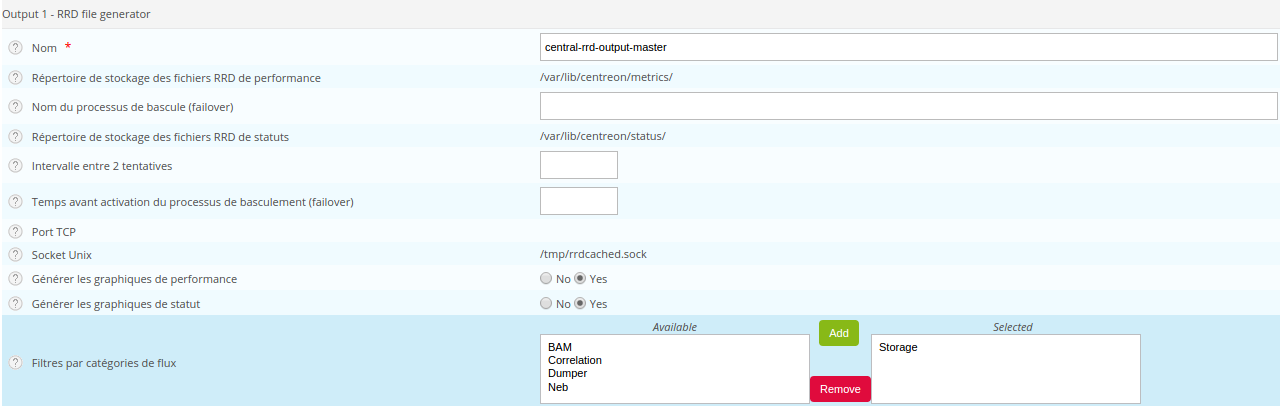 Output 1 - RRD file generator
Nom * central-rrd-output-master
Répertoire de stockage des fichiers RRD de performance /var/lib/centreon/metrics/
Nom du processus de bascule (failover)
Répertoire de stockage des fichiers RRD de statuts /var/lib/centreon/status/
Intervalle entre 2 tentatives
Temps avant activation du processus de basculement (failover)
Port TCP
Socket Unix /tmp/rrdcached.sock
Générer les graphiques de performance No Yes
Générer les graphiques de statut No Yes
Filtres par catégories de flux
Available
BAM
Correlation
Dumper
Neb
Add
Remove
Selected
Storage